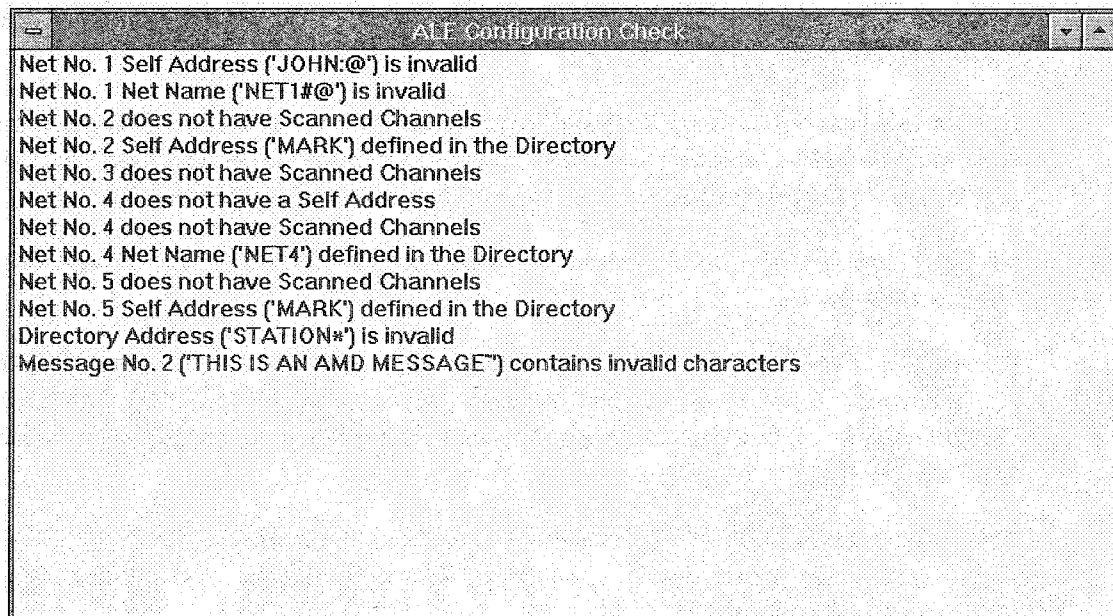 ALE Configuration Check
Net No. 1 Self Address ('JOHN:@') is invalid
Net No. 1 Net Name ('NET1#@') is invalid
Net No. 2 does not have Scanned Channels
Net No. 2 Self Address ('MARK') defined in the Directory
Net No. 3 does not have Scanned Channels
Net No. 4 does not have a Self Address
Net No. 4 does not have Scanned Channels
Net No. 4 Net Name ('NET4') defined in the Directory
Net No. 5 does not have Scanned Channels
Net No. 5 Self Address ('MARK') defined in the Directory
Directory Address ('STATION*') is invalid
Message No. 2 ("THIS IS AN AMD MESSAGE~") contains invalid characters